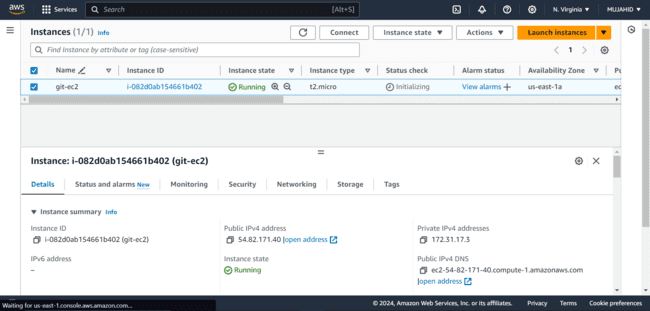 aws Services Search [Alt+S] N. Virginia MUJAHID
Instances (1/1) Info Connect Instance state Actions Launch instances
Find Instance by attribute or tag (case-sensitive) 1
Name Instance ID Instance state Instance type Status check Alarm status Availability Zone
git-ec2 i-082d0ab154661b402 Running t2.micro Initializing View alarms + us-east-1a ec
Instance: i-082d0ab154661b402 (git-ec2)
Details Status and alarms New Monitoring Security Networking Storage Tags
Instance summary Info
Instance ID Public IPv4 address Private IPv4 addresses
i-082d0ab154661b402 (git-ec2) 54.82.171.40 |open address 172.31.17.3
IPv6 address Instance state Public IPv4 DNS
– Running ec2-54-82-171-40.compute-1.amazonaws.com
|open address
Waiting for us-east-1.console.aws.amazon.com... © 2024, Amazon Web Services, Inc. or its affiliates. Privacy Terms Cookie preferences